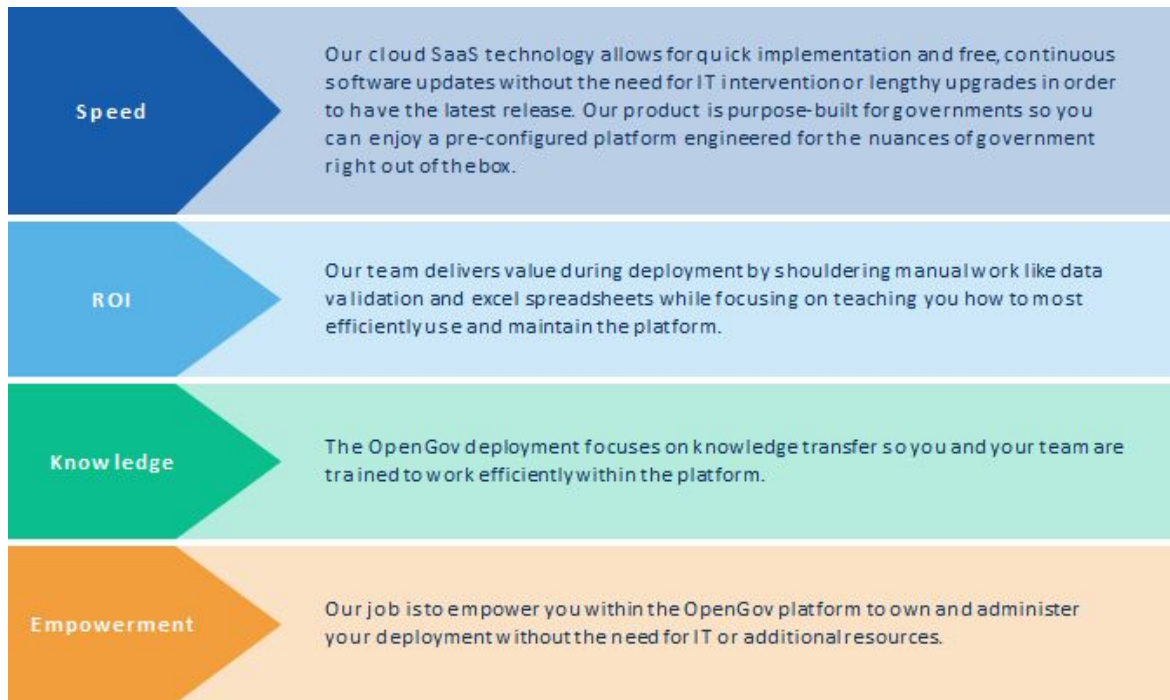 Speed
Our cloud SaaS technology allows for quick implementation and free, continuous
software updates without the need for IT intervention or lengthy upgrades in order
to have the latest release. Our product is purpose-built for governments so you
can enjoy a pre-configured platform engineered for the nuances of government
right out of the box.
ROI
Our team delivers value during deployment by shouldering manual work like data
validation and excel spreadsheets while focusing on teaching you how to most
efficiently use and maintain the platform.
Knowledge
The OpenGov deployment focuses on knowledge transfer so you and your team are
trained to work efficiently within the platform.
Empowerment
Our job is to empower you within the OpenGov platform to own and administer
your deployment without the need for IT or additional resources.